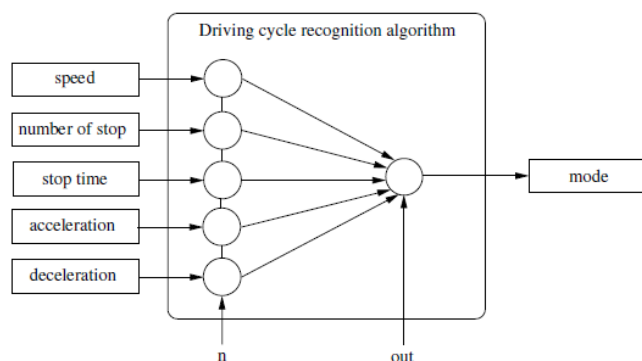 Driving cycle recognition algorithm
speed
number of stop
stop time
acceleration
deceleration
mode
n
out